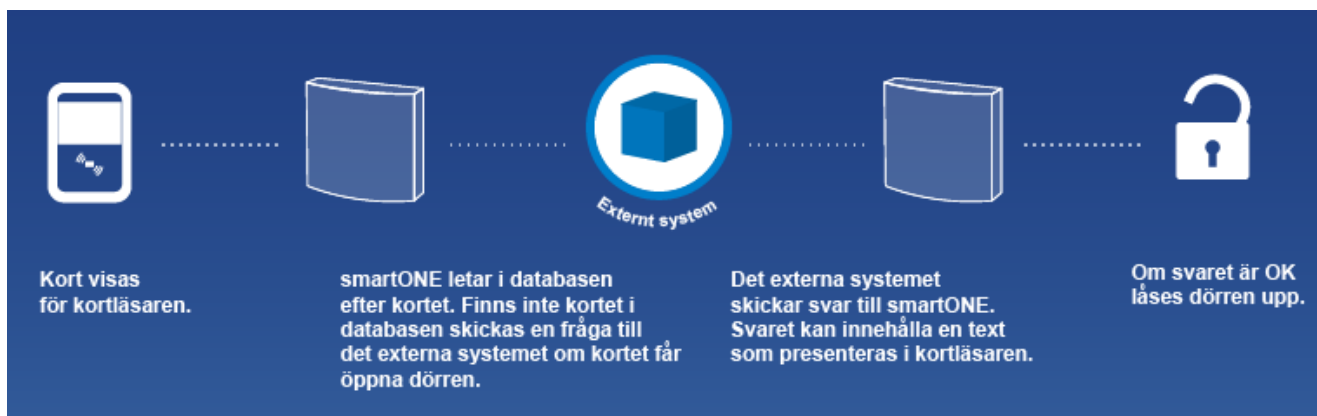 Externt system
Kort visas
för kortläsaren.
smartONE letar i databasen
efter kortet. Finns inte kortet i
databasen skickas en fråga till
det externa systemet om kortet får
öppna dörren.
Det externa systemet
skickar svar till smartONE.
Svaret kan innehålla en text
som presenteras i kortläsaren.
Om svaret är OK
låses dörren upp.